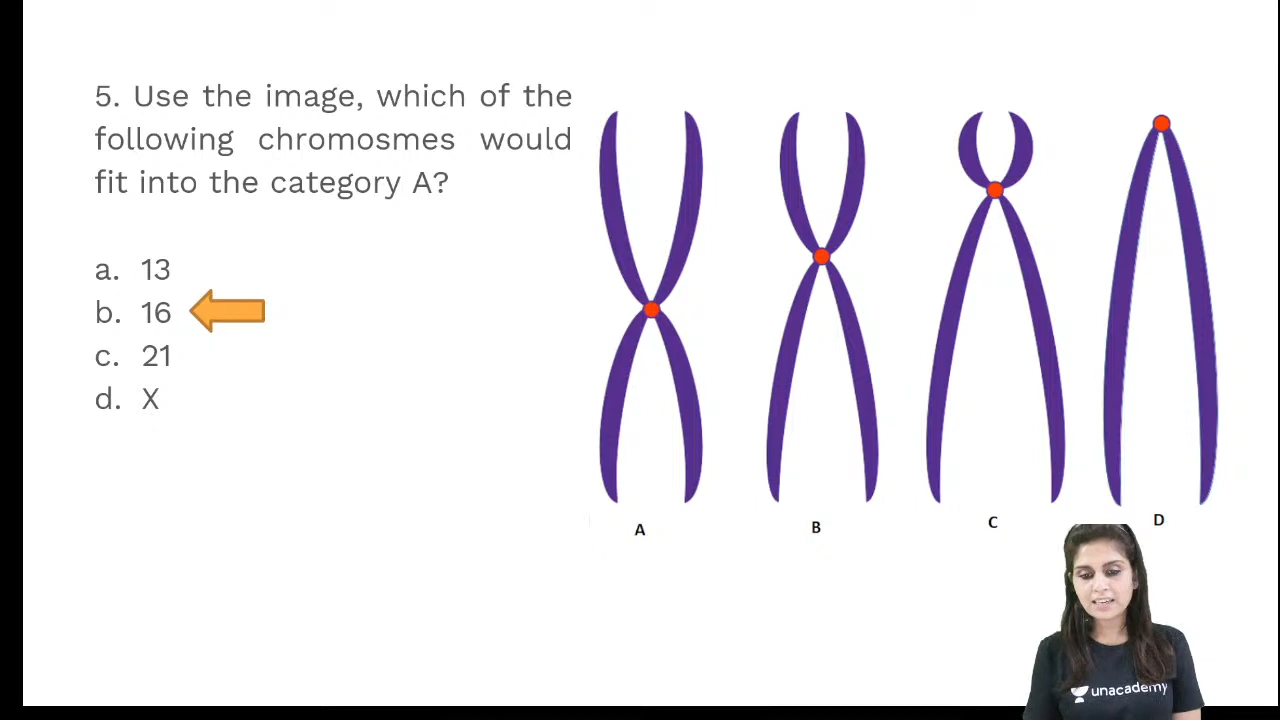 5. Use the image, which of the
following chromosmes would
fit into the category A?
a. 13
b. 16
c. 21
d. X
A
B
C
D
unacademy